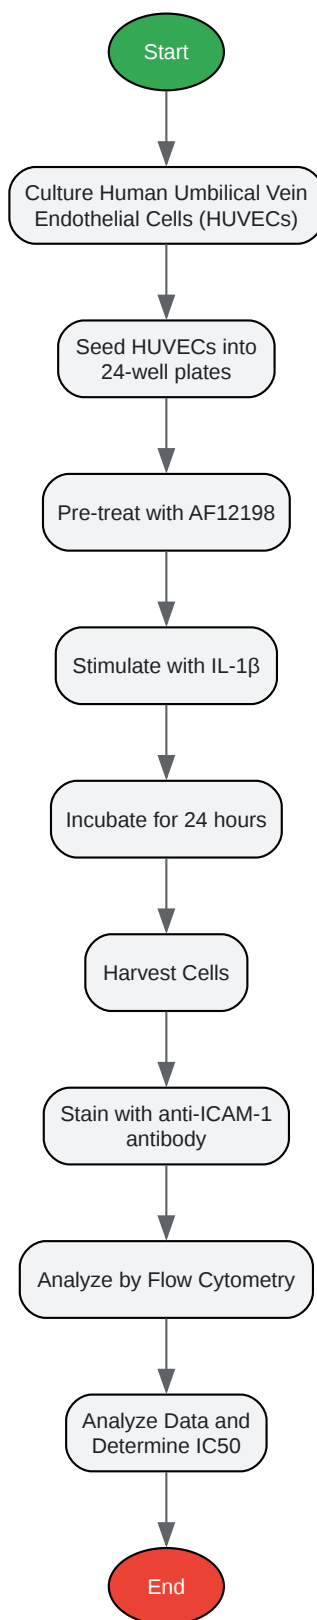 Start
Culture Human Umbilical Vein
Endothelial Cells (HUVECs)
Seed HUVECs into
24-well plates
Pre-treat with AF12198
Stimulate with IL-1β
Incubate for 24 hours
Harvest Cells
Stain with anti-ICAM-1
antibody
Analyze by Flow Cytometry
Analyze Data and
Determine IC50
End